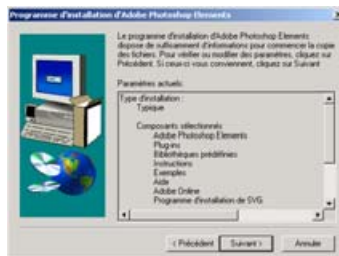 Programme d'installation d'Adobe Photoshop Elements
Le programme d'installation d'Adobe Photoshop Elements
dispose de suffisamment d'informations pour commencer la copie
des fichiers. Pour vérifier ou modifier des paramètres, cliquez sur
Précédent. Si ceux-ci vous conviennent, cliquez sur Suivant
Paramètres actuels:
Type d'installation :
Typique
Composants sélectionnés
Adobe Photoshop Elements
Plug-ins
Bibliothèques prédéfinies
Instructions
Exemples
Aide
Adobe Online
Programme d'installation de SVG
< Précédent Suivant > Annuler